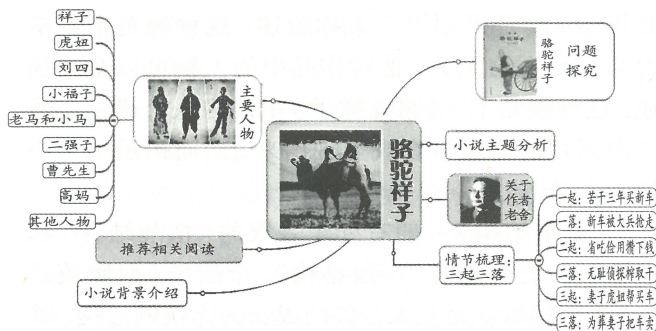 祥子
虎妞
刘四
小福子
老马和小马
二强子
曹先生
高妈
其他人物
主要人物
骆驼祥子
骆驼祥子
问题探究
小说主题分析
关于作者老舍
情节梳理：
三起三落
一起：苦干三年买新车
一落：新车被大兵抢走
二起：省吃俭用攒下钱
二落：无耻侦探榨取干
三起：妻子虎妞帮买车
三落：为葬妻子把车卖
推荐相关阅读
小说背景介绍